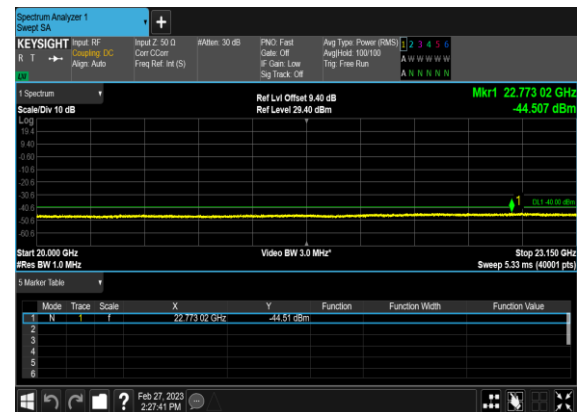 Spectrum Analyzer 1
Swept SA
KEYSIGHT Input: RF Input Z: 50 Ω #Atten: 30 dB PNO: Fast Avg Type: Power (RMS) 1 2 3 4 5 6
R T Coupling: DC Corr CCorr Gate: Off Avg|Hold: 100/100 A W W W W W
Align: Auto Freq Ref: Int (S) IF Gain: Low Trig: Free Run
LXI Sig Track: Off A N N N N N
1 Spectrum Ref Lvl Offset 9.40 dB Mkr1 22.773 02 GHz
Scale/Div 10 dB Ref Level 29.40 dBm -44.507 dBm
Log
19.4
9.40
-0.60
-10.6
-20.6
-30.6
1 DL1 -40.00 dBm
-40.6
-50.6
-60.6
Start 20.000 GHz Video BW 3.0 MHz* Stop 23.150 GHz
#Res BW 1.0 MHz Sweep 5.33 ms (40001 pts)
5 Marker Table
Mode Trace Scale X Y Function Function Width Function Value
1 N 1 f 22.773 02 GHz -44.51 dBm
2
3
4
5
6
? Feb 27, 2023
2:27:41 PM